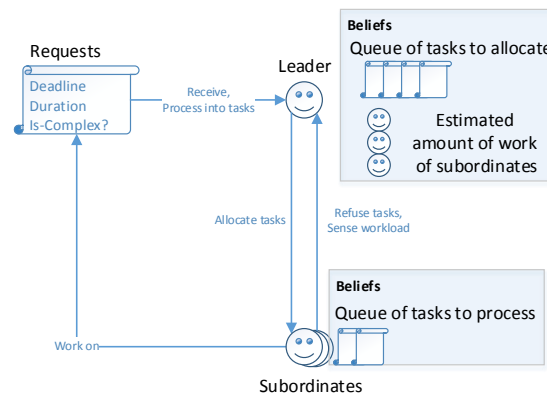 Requests
Deadline
Duration
Is-Complex?
Receive,
Process into tasks
Leader
Beliefs
Queue of tasks to allocate
Estimated
amount of work
of subordinates
Allocate tasks
Refuse tasks,
Sense workload
Beliefs
Queue of tasks to process
Work on
Subordinates